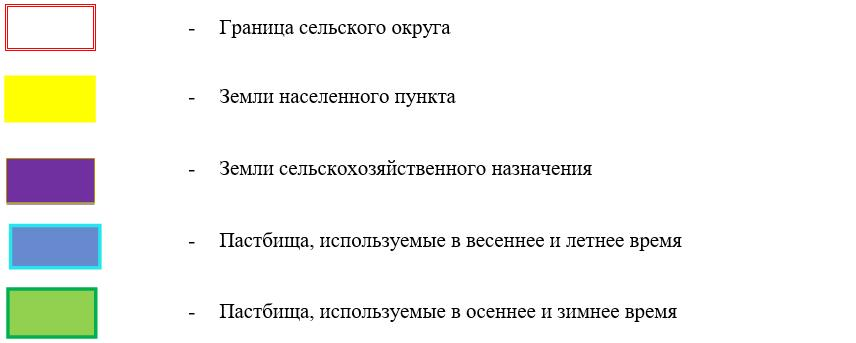 - Граница сельского округа
- Земли населенного пункта
- Земли сельскохозяйственного назначения
- Пастбища, используемые в весеннее и летнее время
- Пастбища, используемые в осеннее и зимнее время